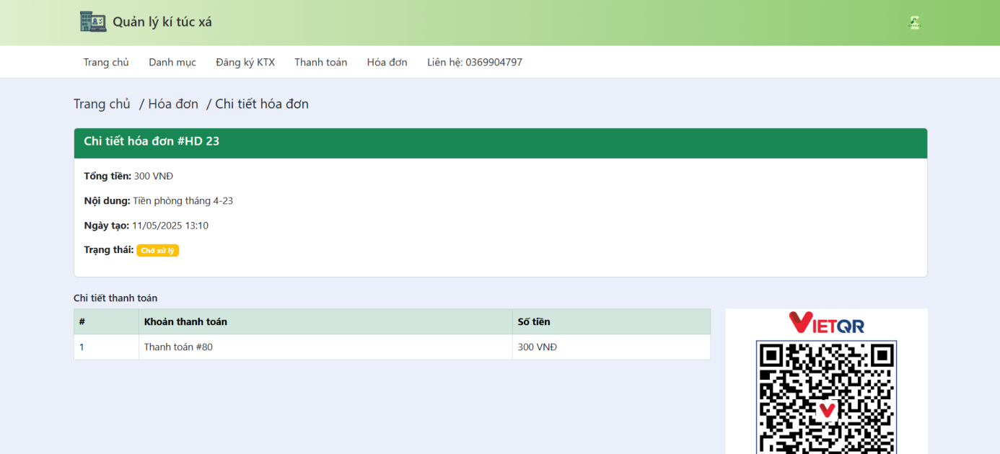 Quản lý kí túc xá
Trang chủ Danh mục Đăng ký KTX Thanh toán Hóa đơn Liên hệ: 0369904797
Trang chủ / Hóa đơn / Chi tiết hóa đơn
Chi tiết hóa đơn #HD 23
Tổng tiền: 300 VNĐ
Nội dung: Tiền phòng tháng 4-23
Ngày tạo: 11/05/2025 13:10
Trạng thái: Chờ xử lý
Chi tiết thanh toán
# Khoản thanh toán Số tiền
1 Thanh toán #80 300 VNĐ
VIETQR